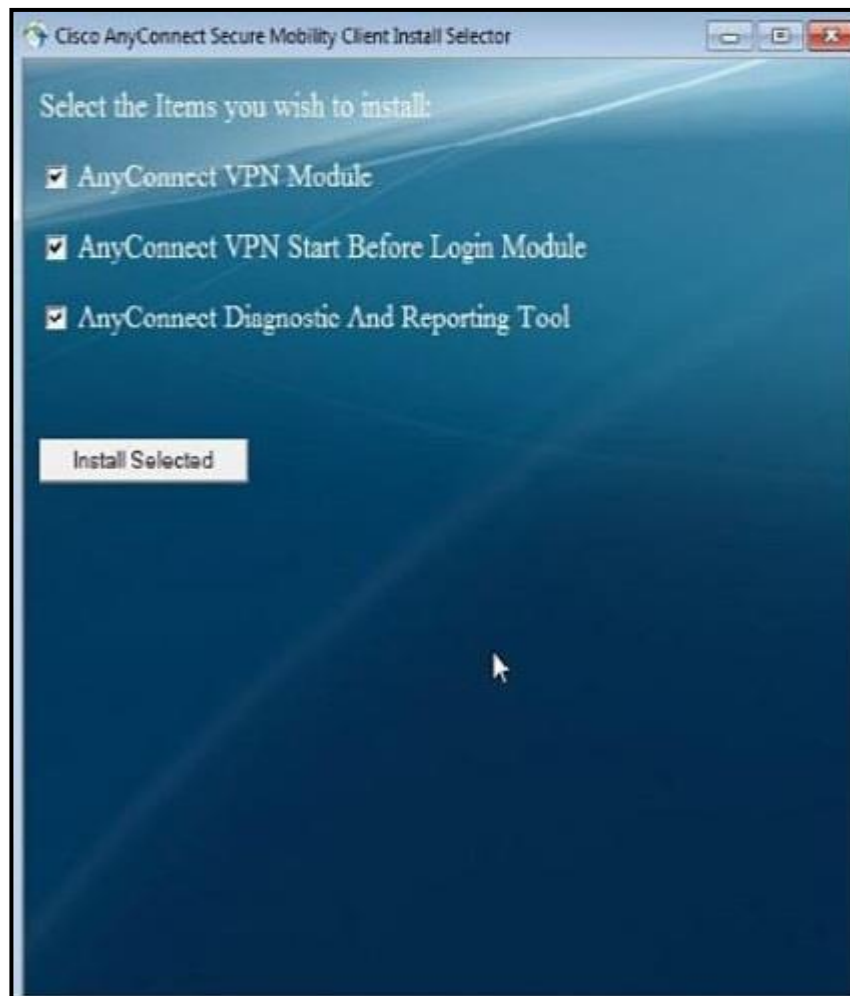 Cisco AnyConnect Secure Mobility Client Install Selector
Select the Items you wish to install:
AnyConnect VPN Module
AnyConnect VPN Start Before Login Module
AnyConnect Diagnostic And Reporting Tool
Install Selected